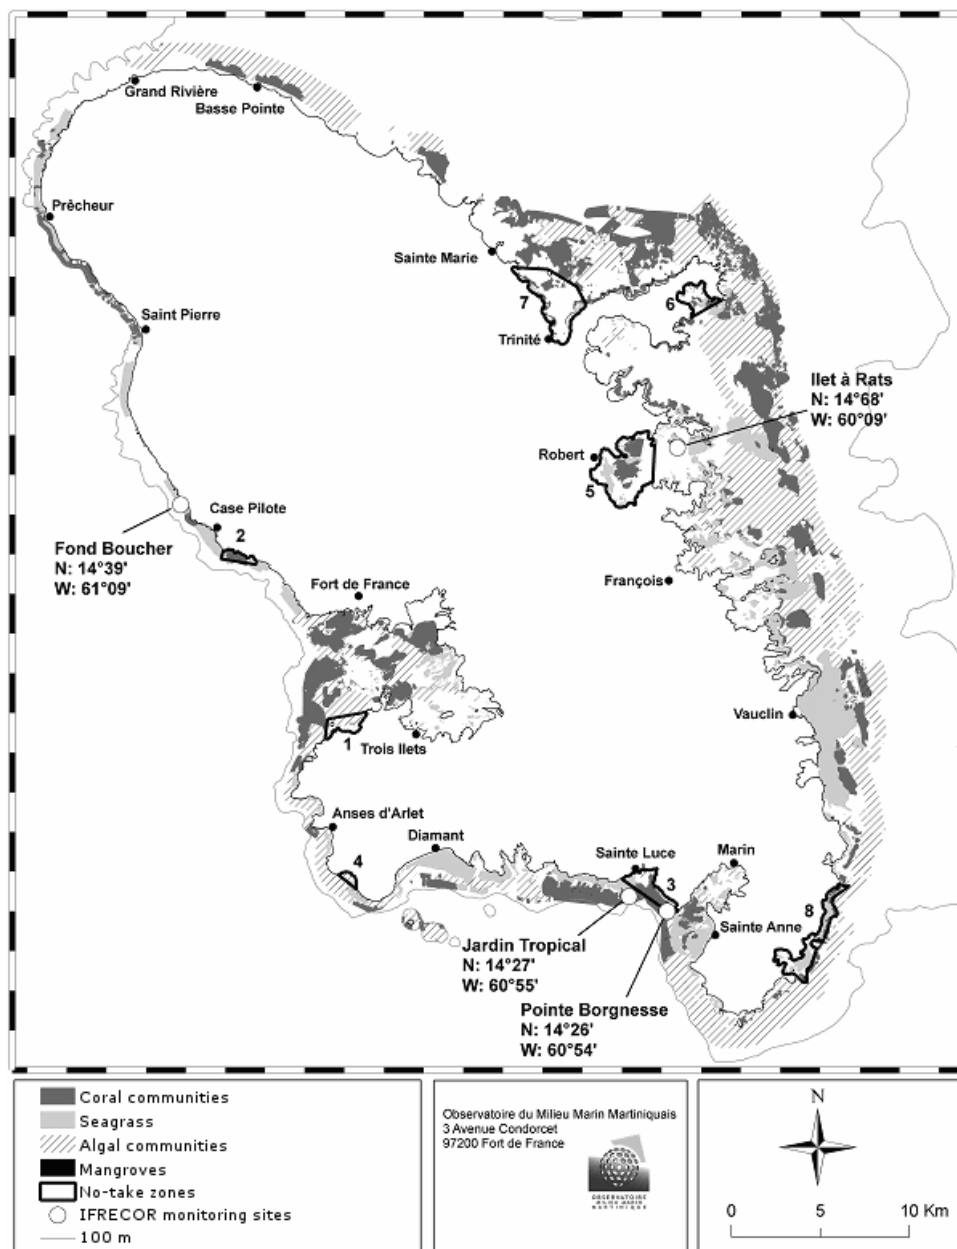 Grand Rivière
Basse Pointe
Prêcheur
Sainte Marie
7
6
Saint Pierre
Trinité
Ilet à Rats
N: 14°68'
W: 60°09'
Robert
5
Case Pilote
2
Fond Boucher
N: 14°39'
W: 61°09'
Fort de France
François
Vauclin
1
Trois Ilets
Anses d'Arlet
Diamant
4
Sainte Luce
Marin
3
8
Sainte Anne
Jardin Tropical
N: 14°27'
W: 60°55'
Pointe Borgnesse
N: 14°26'
W: 60°54'
Coral communities
Seagrass
Algal communities
Mangroves
No-take zones
IFRECOR monitoring sites
100 m
Observatoire du Milieu Marin Martiniquais
3 Avenue Condorcet
97200 Fort de France
OBSERVATOIRE
MILIEU MARIN
MARTINIQUE
N
0 5 10 Km